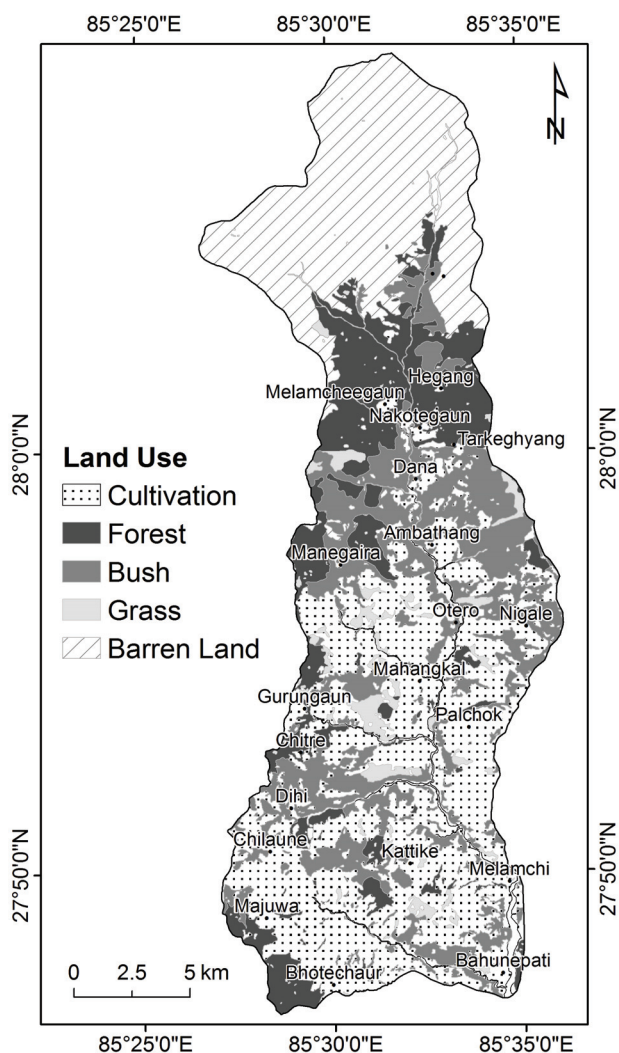 85°25'0"E 85°30'0"E 85°35'0"E
N
Hegang
Melamcheegaun
Nakotegaun
Tarkeghyang
28°0'0"N
28°0'0"N
Land Use
Dana
Cultivation
Forest
Ambathang
Manegaira
Bush
Grass
Otero
Nigale
Barren Land
Mahangkal
Gurungaun
Palchok
Chitre
Dihi
Chilaune
Kattike
Melamchi
27°50'0"N
27°50'0"N
Majuwa
Bahunepati
0 2.5 5 km
Bhotechaur
85°25'0"E 85°30'0"E 85°35'0"E